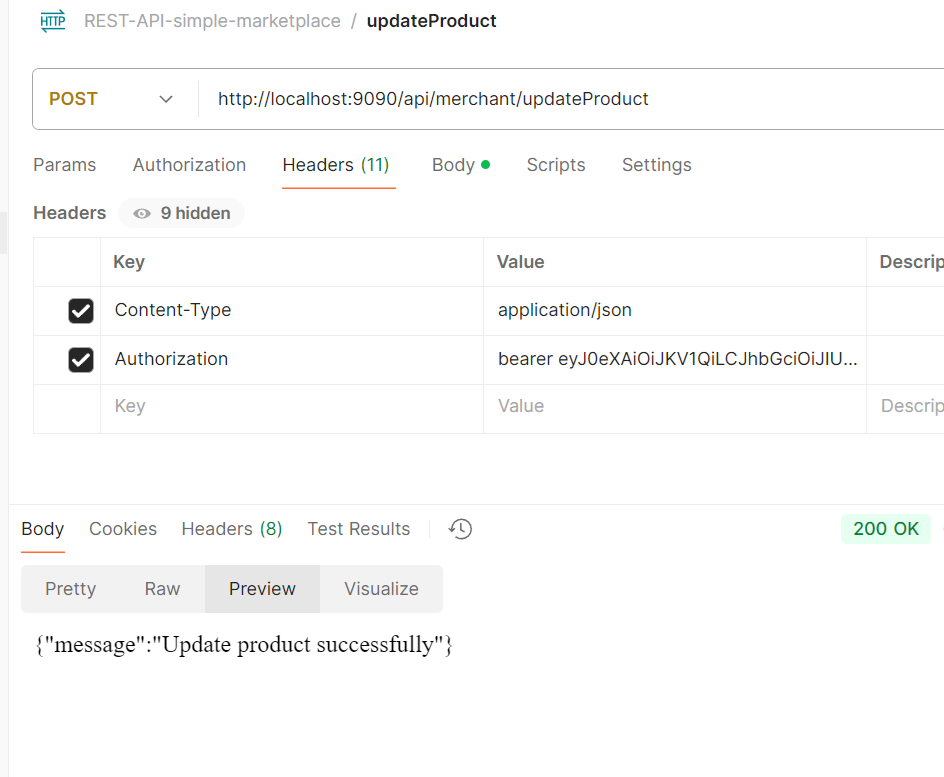 HTTP REST-API-simple-marketplace / updateProduct
POST http://localhost:9090/api/merchant/updateProduct
Params Authorization Headers (11) Body Scripts Settings
Headers 9 hidden
Key Value Descrip
Content-Type application/json
Authorization bearer eyJ0eXAiOiJKV1QiLCJhbGciOiJIU...
Key Value Descrip
Body Cookies Headers (8) Test Results 200 OK
Pretty Raw Preview Visualize
{"message":"Update product successfully"}